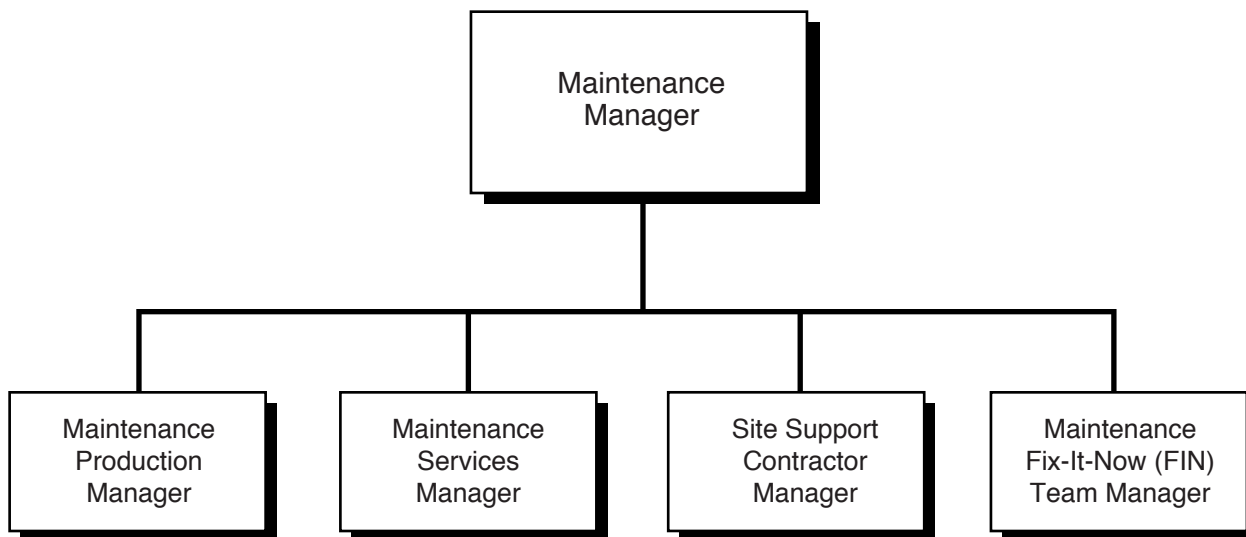 Maintenance
Manager
Maintenance
Production
Manager
Maintenance
Services
Manager
Site Support
Contractor
Manager
Maintenance
Fix-It-Now (FIN)
Team Manager